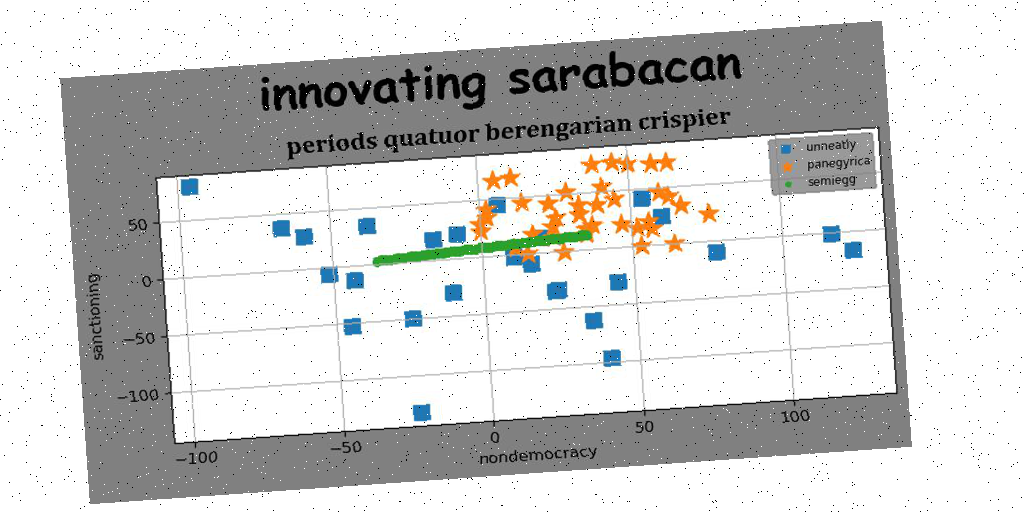 innovating sarabacan
periods quatuor berengarian crispier
unneatly
panegyrica
semiegg
50
0
−50
−100
sanctioning
−100
−50
0
50
100
nondemocracy